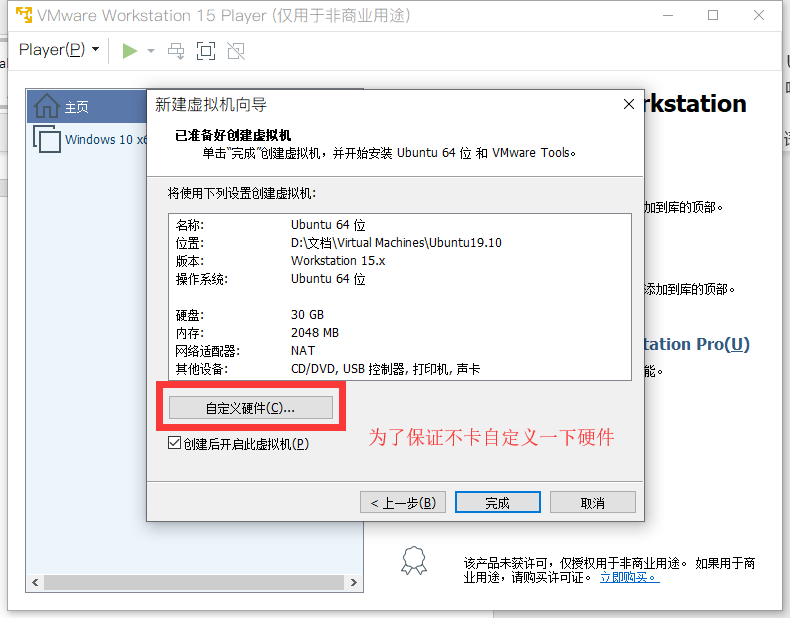 VMware Workstation 15 Player (仅用于非商业用途)
Player(P)
主页
Windows 10 x6
新建虚拟机向导
已准备好创建虚拟机
单击“完成”创建虚拟机，并开始安装 Ubuntu 64 位 和 VMware Tools。
将使用下列设置创建虚拟机:
名称: Ubuntu 64 位
位置: D:\文档\Virtual Machines\Ubuntu19.10
版本: Workstation 15.x
操作系统: Ubuntu 64 位
硬盘: 30 GB
内存: 2048 MB
网络适配器: NAT
其他设备: CD/DVD, USB 控制器, 打印机, 声卡
自定义硬件(C)...
为了保证不卡自定义一下硬件
创建后开启此虚拟机(P)
< 上一步(B) 完成 取消
rkstation
加到库的顶部。
添加到库的顶部。
tation Pro(U)
能。
该产品未获许可，仅授权用于非商业用途。 如果用于商
业用途，请购买许可证。 立即购买。